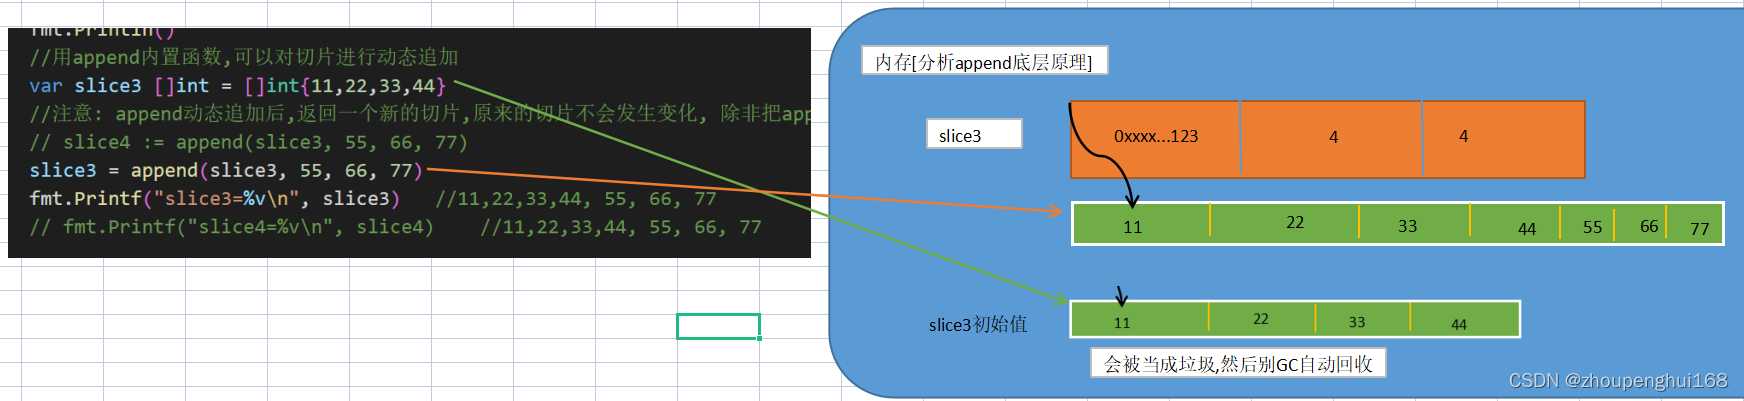 fmt.Println()
//用append内置函数,可以对切片进行动态追加
var slice3 []int = []int{11,22,33,44}
//注意: append动态追加后,返回一个新的切片,原来的切片不会发生变化, 除非把app
// slice4 := append(slice3, 55, 66, 77)
slice3 = append(slice3, 55, 66, 77)
fmt.Printf("slice3=%v\n", slice3) //11,22,33,44, 55, 66, 77
// fmt.Printf("slice4=%v\n", slice4) //11,22,33,44, 55, 66, 77
内存[分析append底层原理]
slice3
0xxxx...123 4 4
11 22 33 44 55 66 77
slice3初始值
11 22 33 44
会被当成垃圾,然后别GC自动回收
CSDN @zhoupenghui168